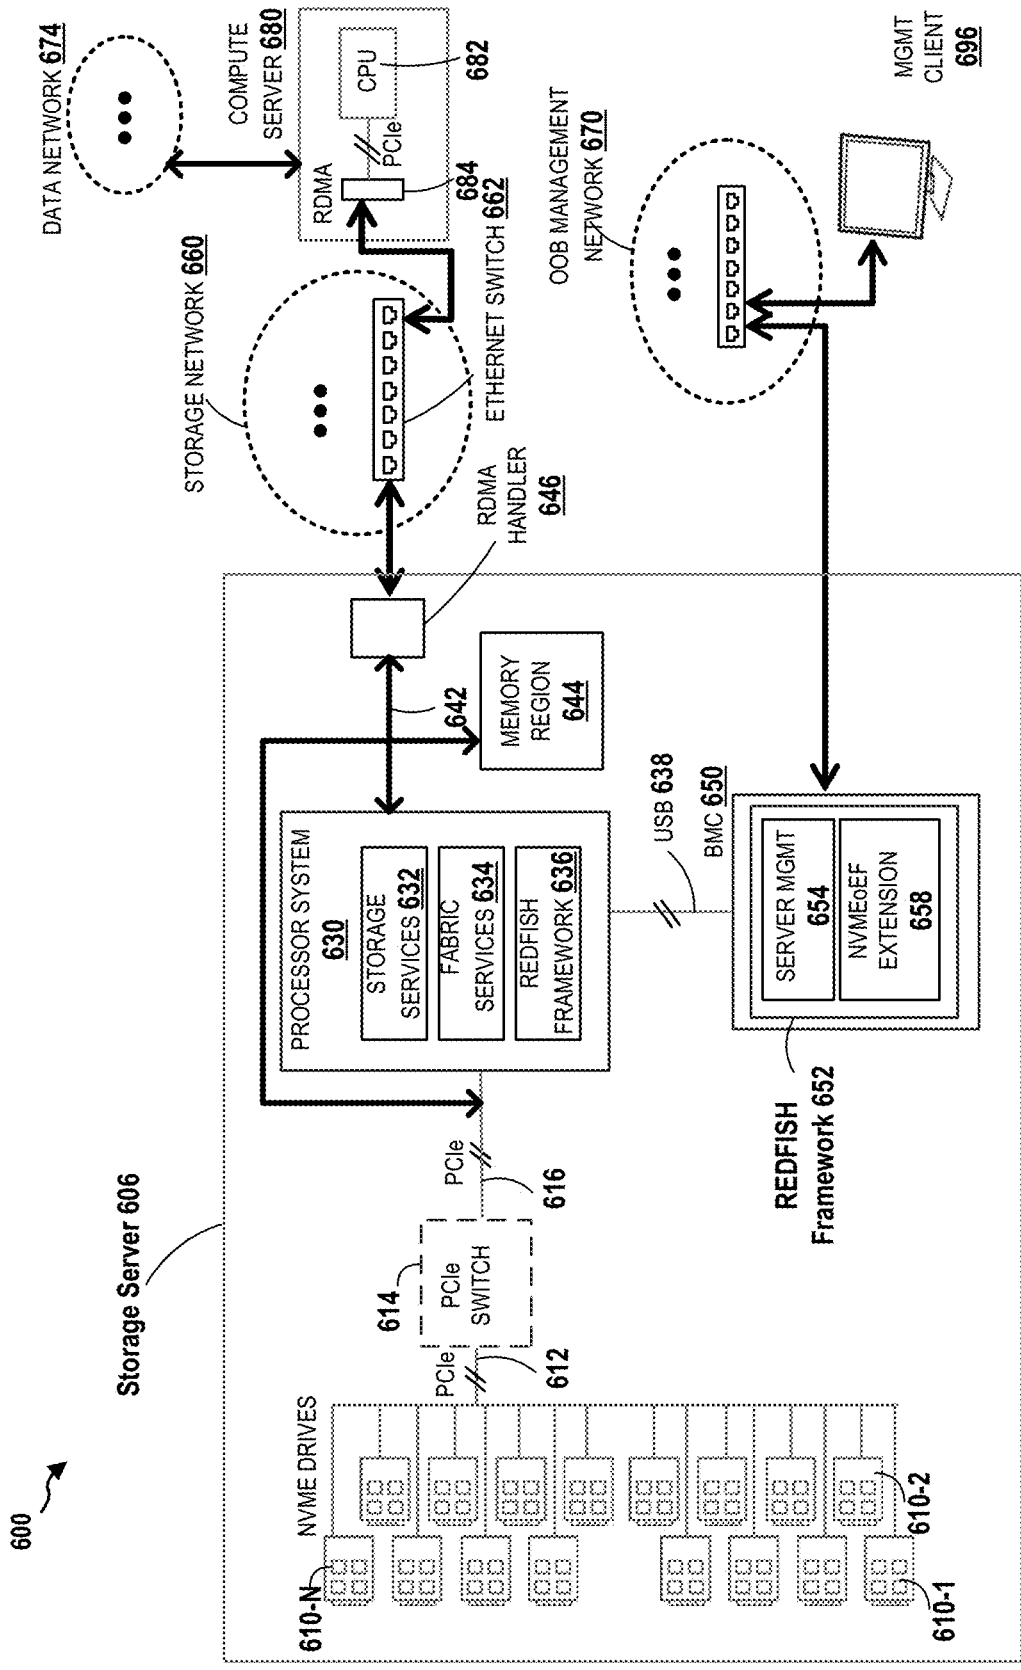 600
Storage Server 606
NVME DRIVES
610-N
610-1
610-2
PCIe
612
614
PCIe
SWITCH
PCIe
616
PROCESSOR SYSTEM
630
STORAGE
SERVICES 632
FABRIC
SERVICES 634
REDFISH
FRAMEWORK 636
642
MEMORY
REGION
644
RDMA
HANDLER
646
USB 638
BMC 650
SERVER MGMT
654
NVMEoEF
EXTENSION
658
REDFISH
Framework 652
STORAGE NETWORK 660
ETHERNET SWITCH 662
DATA NETWORK 674
COMPUTE
SERVER 680
RDMA
684
PCIe
CPU
682
OOB MANAGEMENT
NETWORK 670
MGMT
CLIENT
696